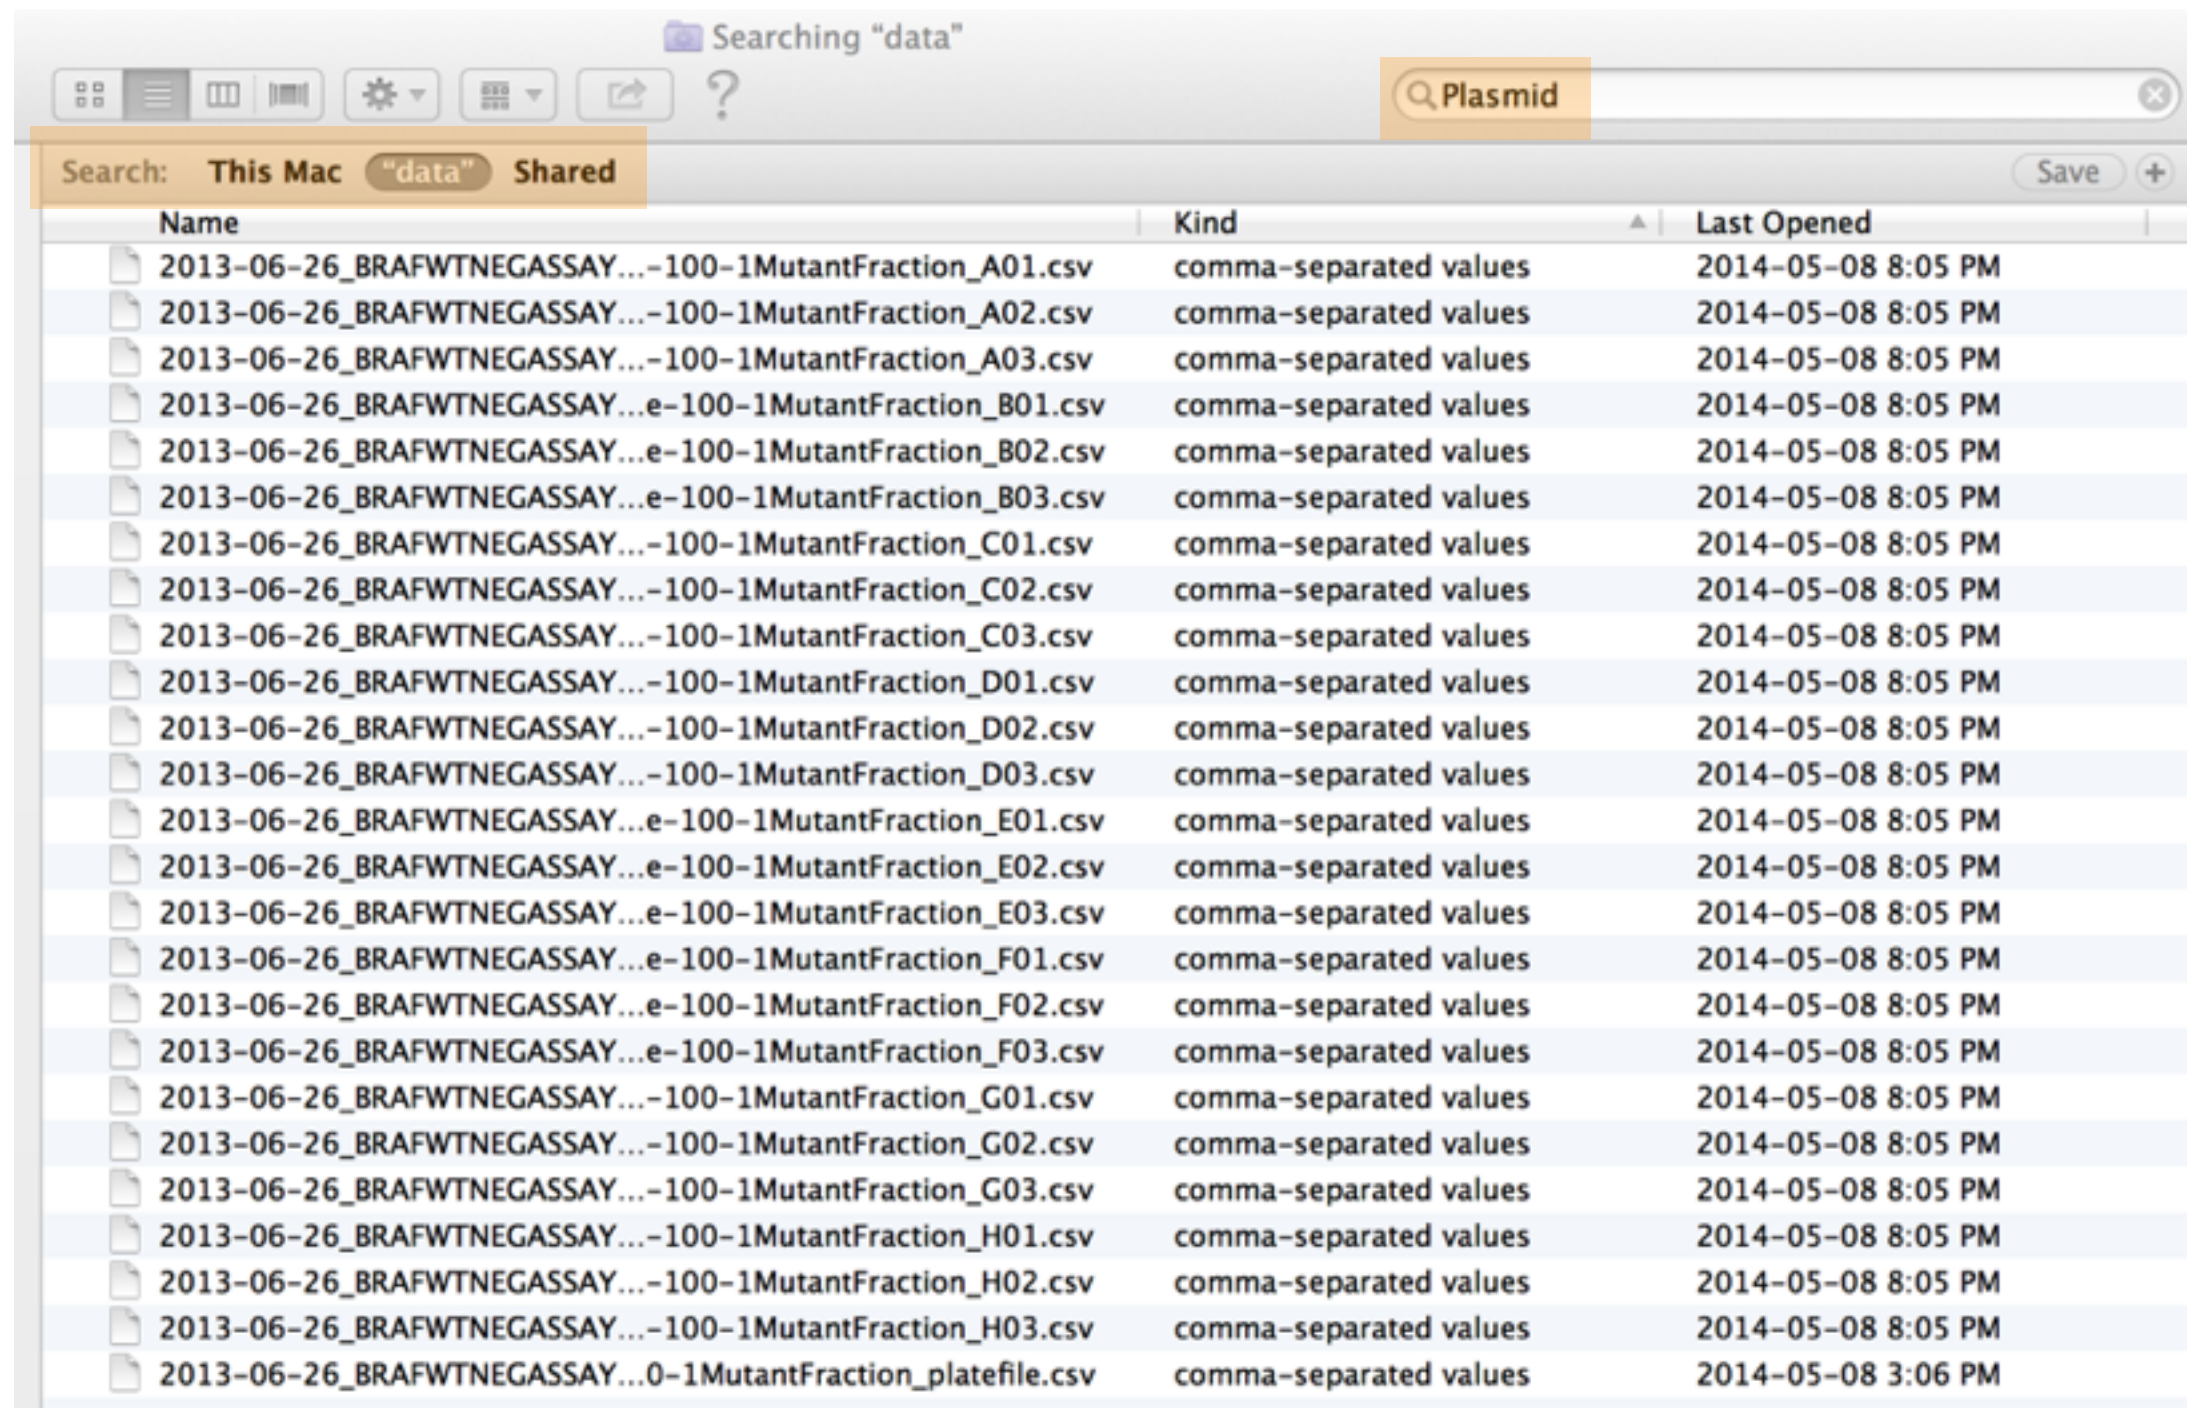 Searching “data”
Plasmid
Search: This Mac “data” Shared Save
Name Kind Last Opened
2013-06-26_BRAFWTNEGASSAY...-100-1MutantFraction_A01.csv comma-separated values 2014-05-08 8:05 PM
2013-06-26_BRAFWTNEGASSAY...-100-1MutantFraction_A02.csv comma-separated values 2014-05-08 8:05 PM
2013-06-26_BRAFWTNEGASSAY...-100-1MutantFraction_A03.csv comma-separated values 2014-05-08 8:05 PM
2013-06-26_BRAFWTNEGASSAY...e-100-1MutantFraction_B01.csv comma-separated values 2014-05-08 8:05 PM
2013-06-26_BRAFWTNEGASSAY...e-100-1MutantFraction_B02.csv comma-separated values 2014-05-08 8:05 PM
2013-06-26_BRAFWTNEGASSAY...e-100-1MutantFraction_B03.csv comma-separated values 2014-05-08 8:05 PM
2013-06-26_BRAFWTNEGASSAY...-100-1MutantFraction_C01.csv comma-separated values 2014-05-08 8:05 PM
2013-06-26_BRAFWTNEGASSAY...-100-1MutantFraction_C02.csv comma-separated values 2014-05-08 8:05 PM
2013-06-26_BRAFWTNEGASSAY...-100-1MutantFraction_C03.csv comma-separated values 2014-05-08 8:05 PM
2013-06-26_BRAFWTNEGASSAY...-100-1MutantFraction_D01.csv comma-separated values 2014-05-08 8:05 PM
2013-06-26_BRAFWTNEGASSAY...-100-1MutantFraction_D02.csv comma-separated values 2014-05-08 8:05 PM
2013-06-26_BRAFWTNEGASSAY...-100-1MutantFraction_D03.csv comma-separated values 2014-05-08 8:05 PM
2013-06-26_BRAFWTNEGASSAY...e-100-1MutantFraction_E01.csv comma-separated values 2014-05-08 8:05 PM
2013-06-26_BRAFWTNEGASSAY...e-100-1MutantFraction_E02.csv comma-separated values 2014-05-08 8:05 PM
2013-06-26_BRAFWTNEGASSAY...e-100-1MutantFraction_E03.csv comma-separated values 2014-05-08 8:05 PM
2013-06-26_BRAFWTNEGASSAY...e-100-1MutantFraction_F01.csv comma-separated values 2014-05-08 8:05 PM
2013-06-26_BRAFWTNEGASSAY...e-100-1MutantFraction_F02.csv comma-separated values 2014-05-08 8:05 PM
2013-06-26_BRAFWTNEGASSAY...e-100-1MutantFraction_F03.csv comma-separated values 2014-05-08 8:05 PM
2013-06-26_BRAFWTNEGASSAY...-100-1MutantFraction_G01.csv comma-separated values 2014-05-08 8:05 PM
2013-06-26_BRAFWTNEGASSAY...-100-1MutantFraction_G02.csv comma-separated values 2014-05-08 8:05 PM
2013-06-26_BRAFWTNEGASSAY...-100-1MutantFraction_G03.csv comma-separated values 2014-05-08 8:05 PM
2013-06-26_BRAFWTNEGASSAY...-100-1MutantFraction_H01.csv comma-separated values 2014-05-08 8:05 PM
2013-06-26_BRAFWTNEGASSAY...-100-1MutantFraction_H02.csv comma-separated values 2014-05-08 8:05 PM
2013-06-26_BRAFWTNEGASSAY...-100-1MutantFraction_H03.csv comma-separated values 2014-05-08 8:05 PM
2013-06-26_BRAFWTNEGASSAY...0-1MutantFraction_platefile.csv comma-separated values 2014-05-08 3:06 PM